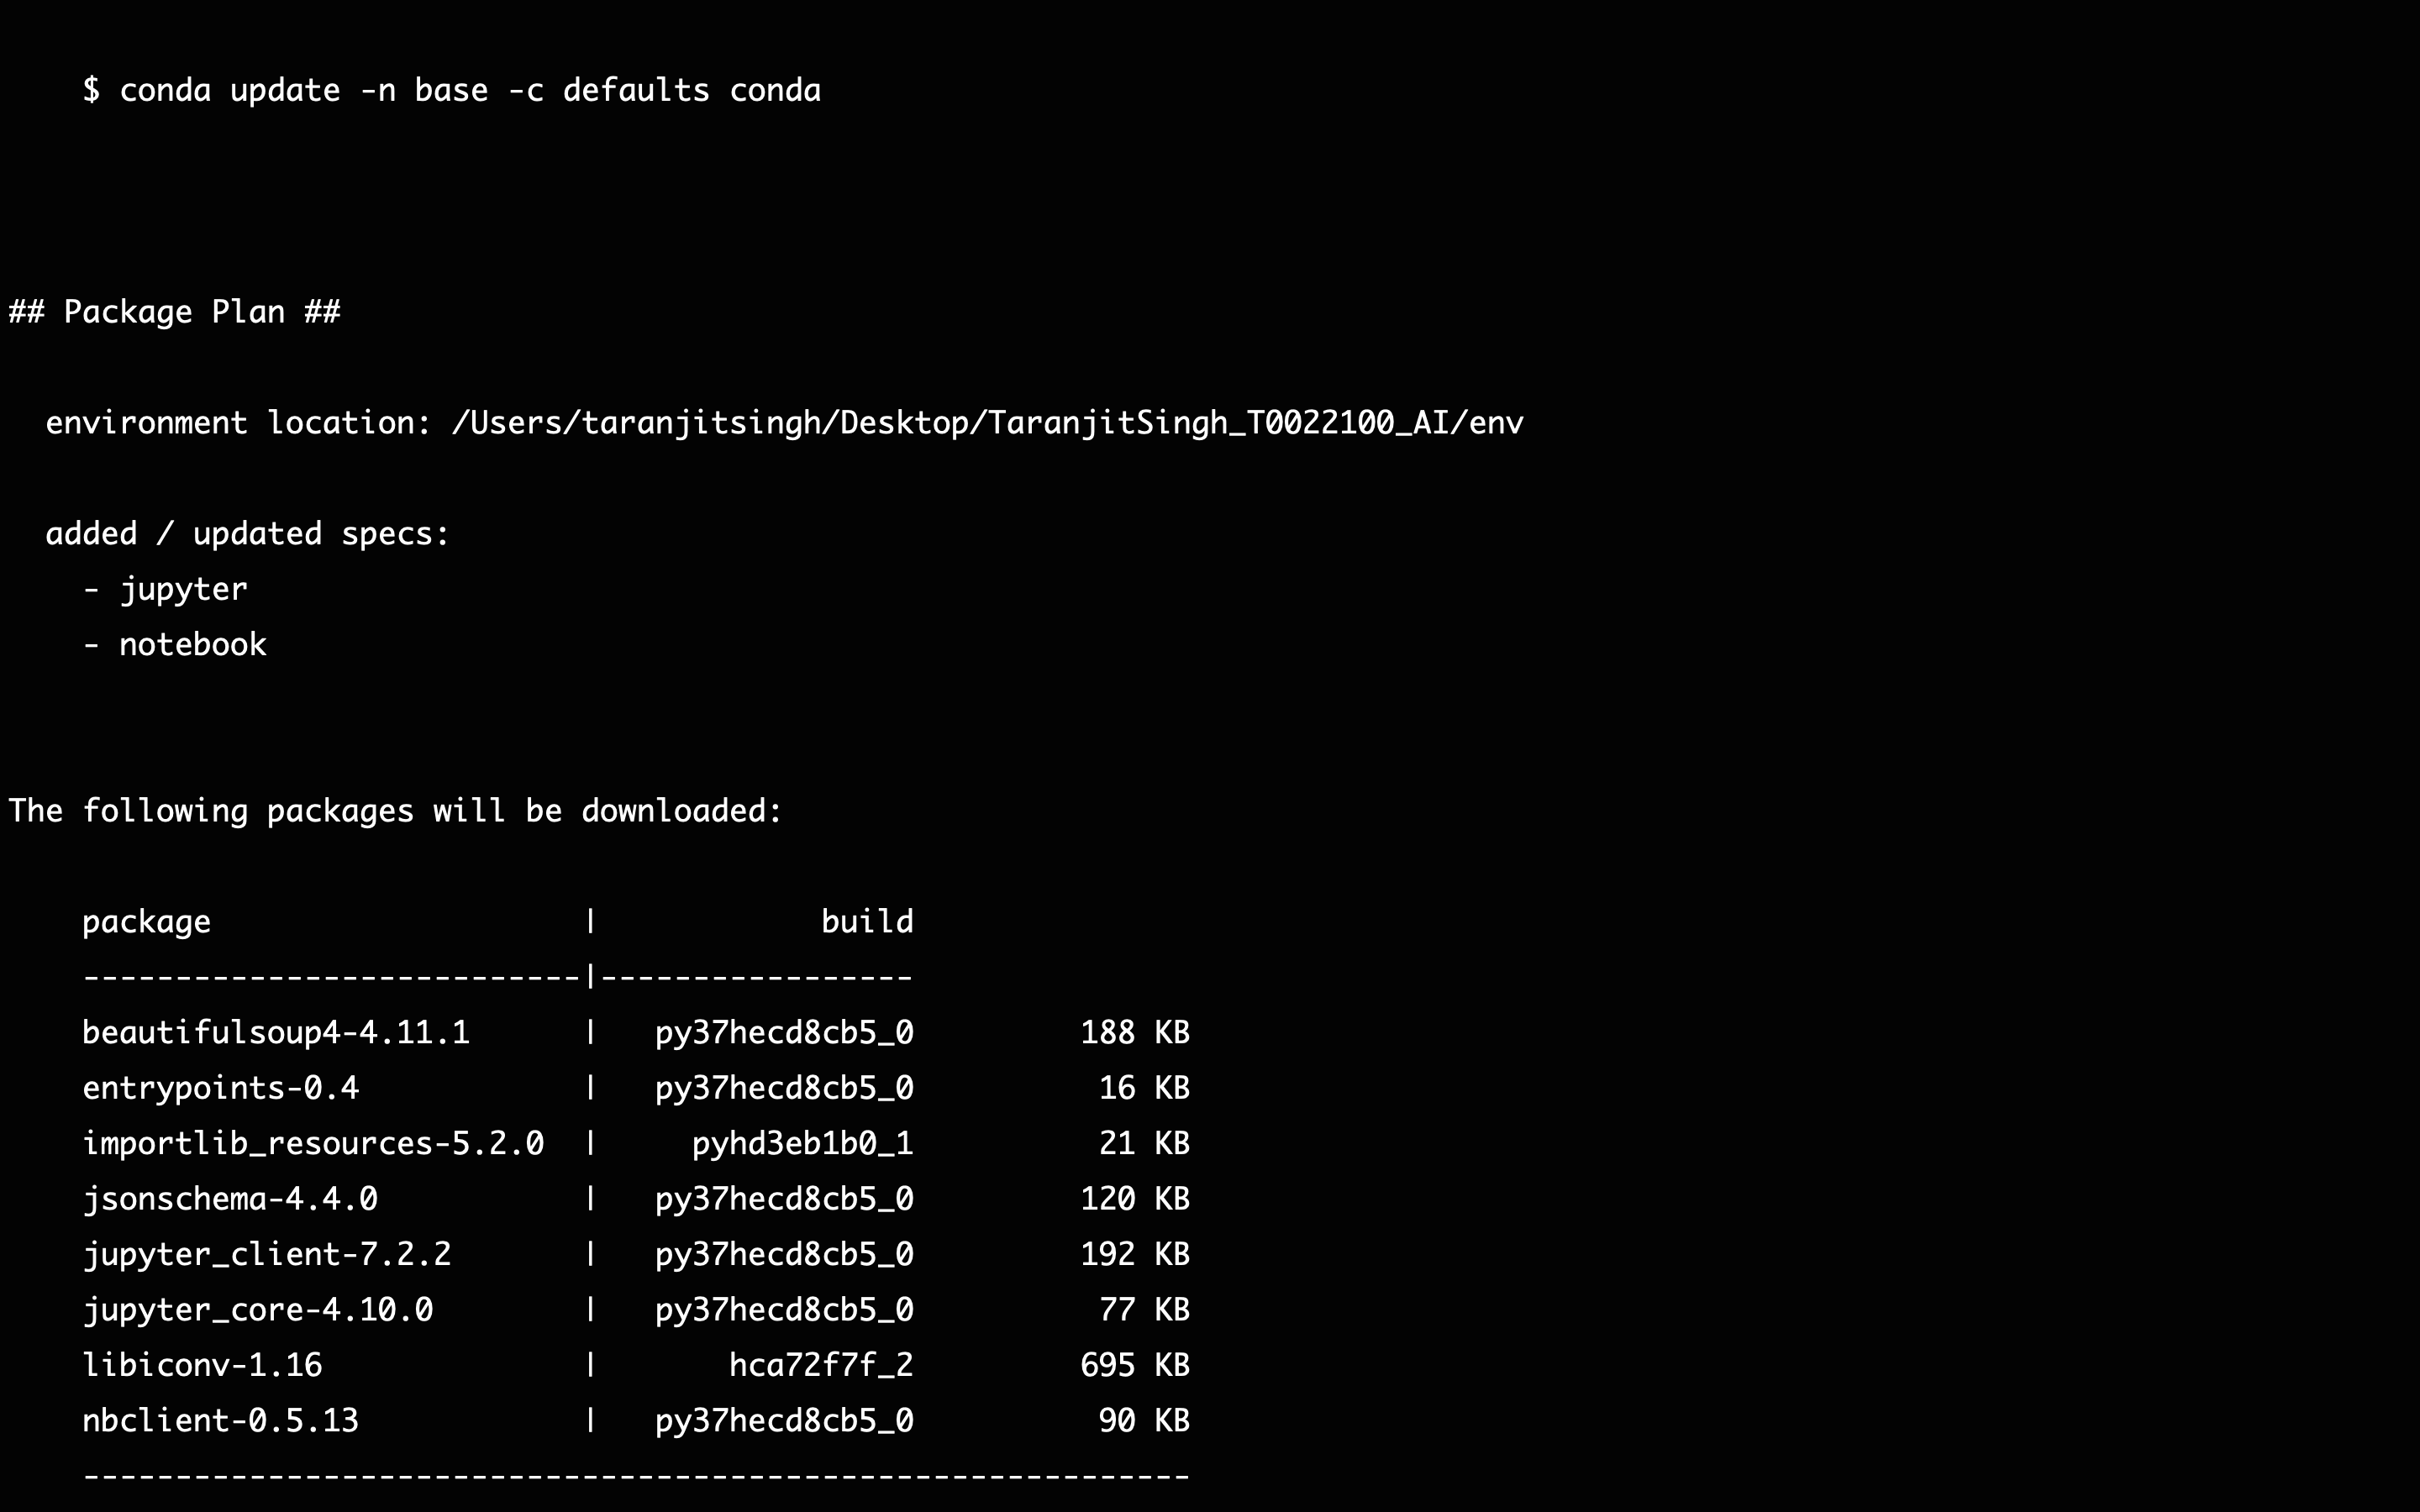 $ conda update -n base -c defaults conda
## Package Plan ##
environment location: /Users/taranjitsingh/Desktop/TaranjitSingh_T0022100_AI/env
added / updated specs:
- jupyter
- notebook
The following packages will be downloaded:
package | build
---------------------------|-----------------
beautifulsoup4-4.11.1 | py37hecd8cb5_0 188 KB
entrypoints-0.4 | py37hecd8cb5_0 16 KB
importlib_resources-5.2.0 | pyhd3eb1b0_1 21 KB
jsonschema-4.4.0 | py37hecd8cb5_0 120 KB
jupyter_client-7.2.2 | py37hecd8cb5_0 192 KB
jupyter_core-4.10.0 | py37hecd8cb5_0 77 KB
libiconv-1.16 | hca72f7f_2 695 KB
nbclient-0.5.13 | py37hecd8cb5_0 90 KB
------------------------------------------------------------